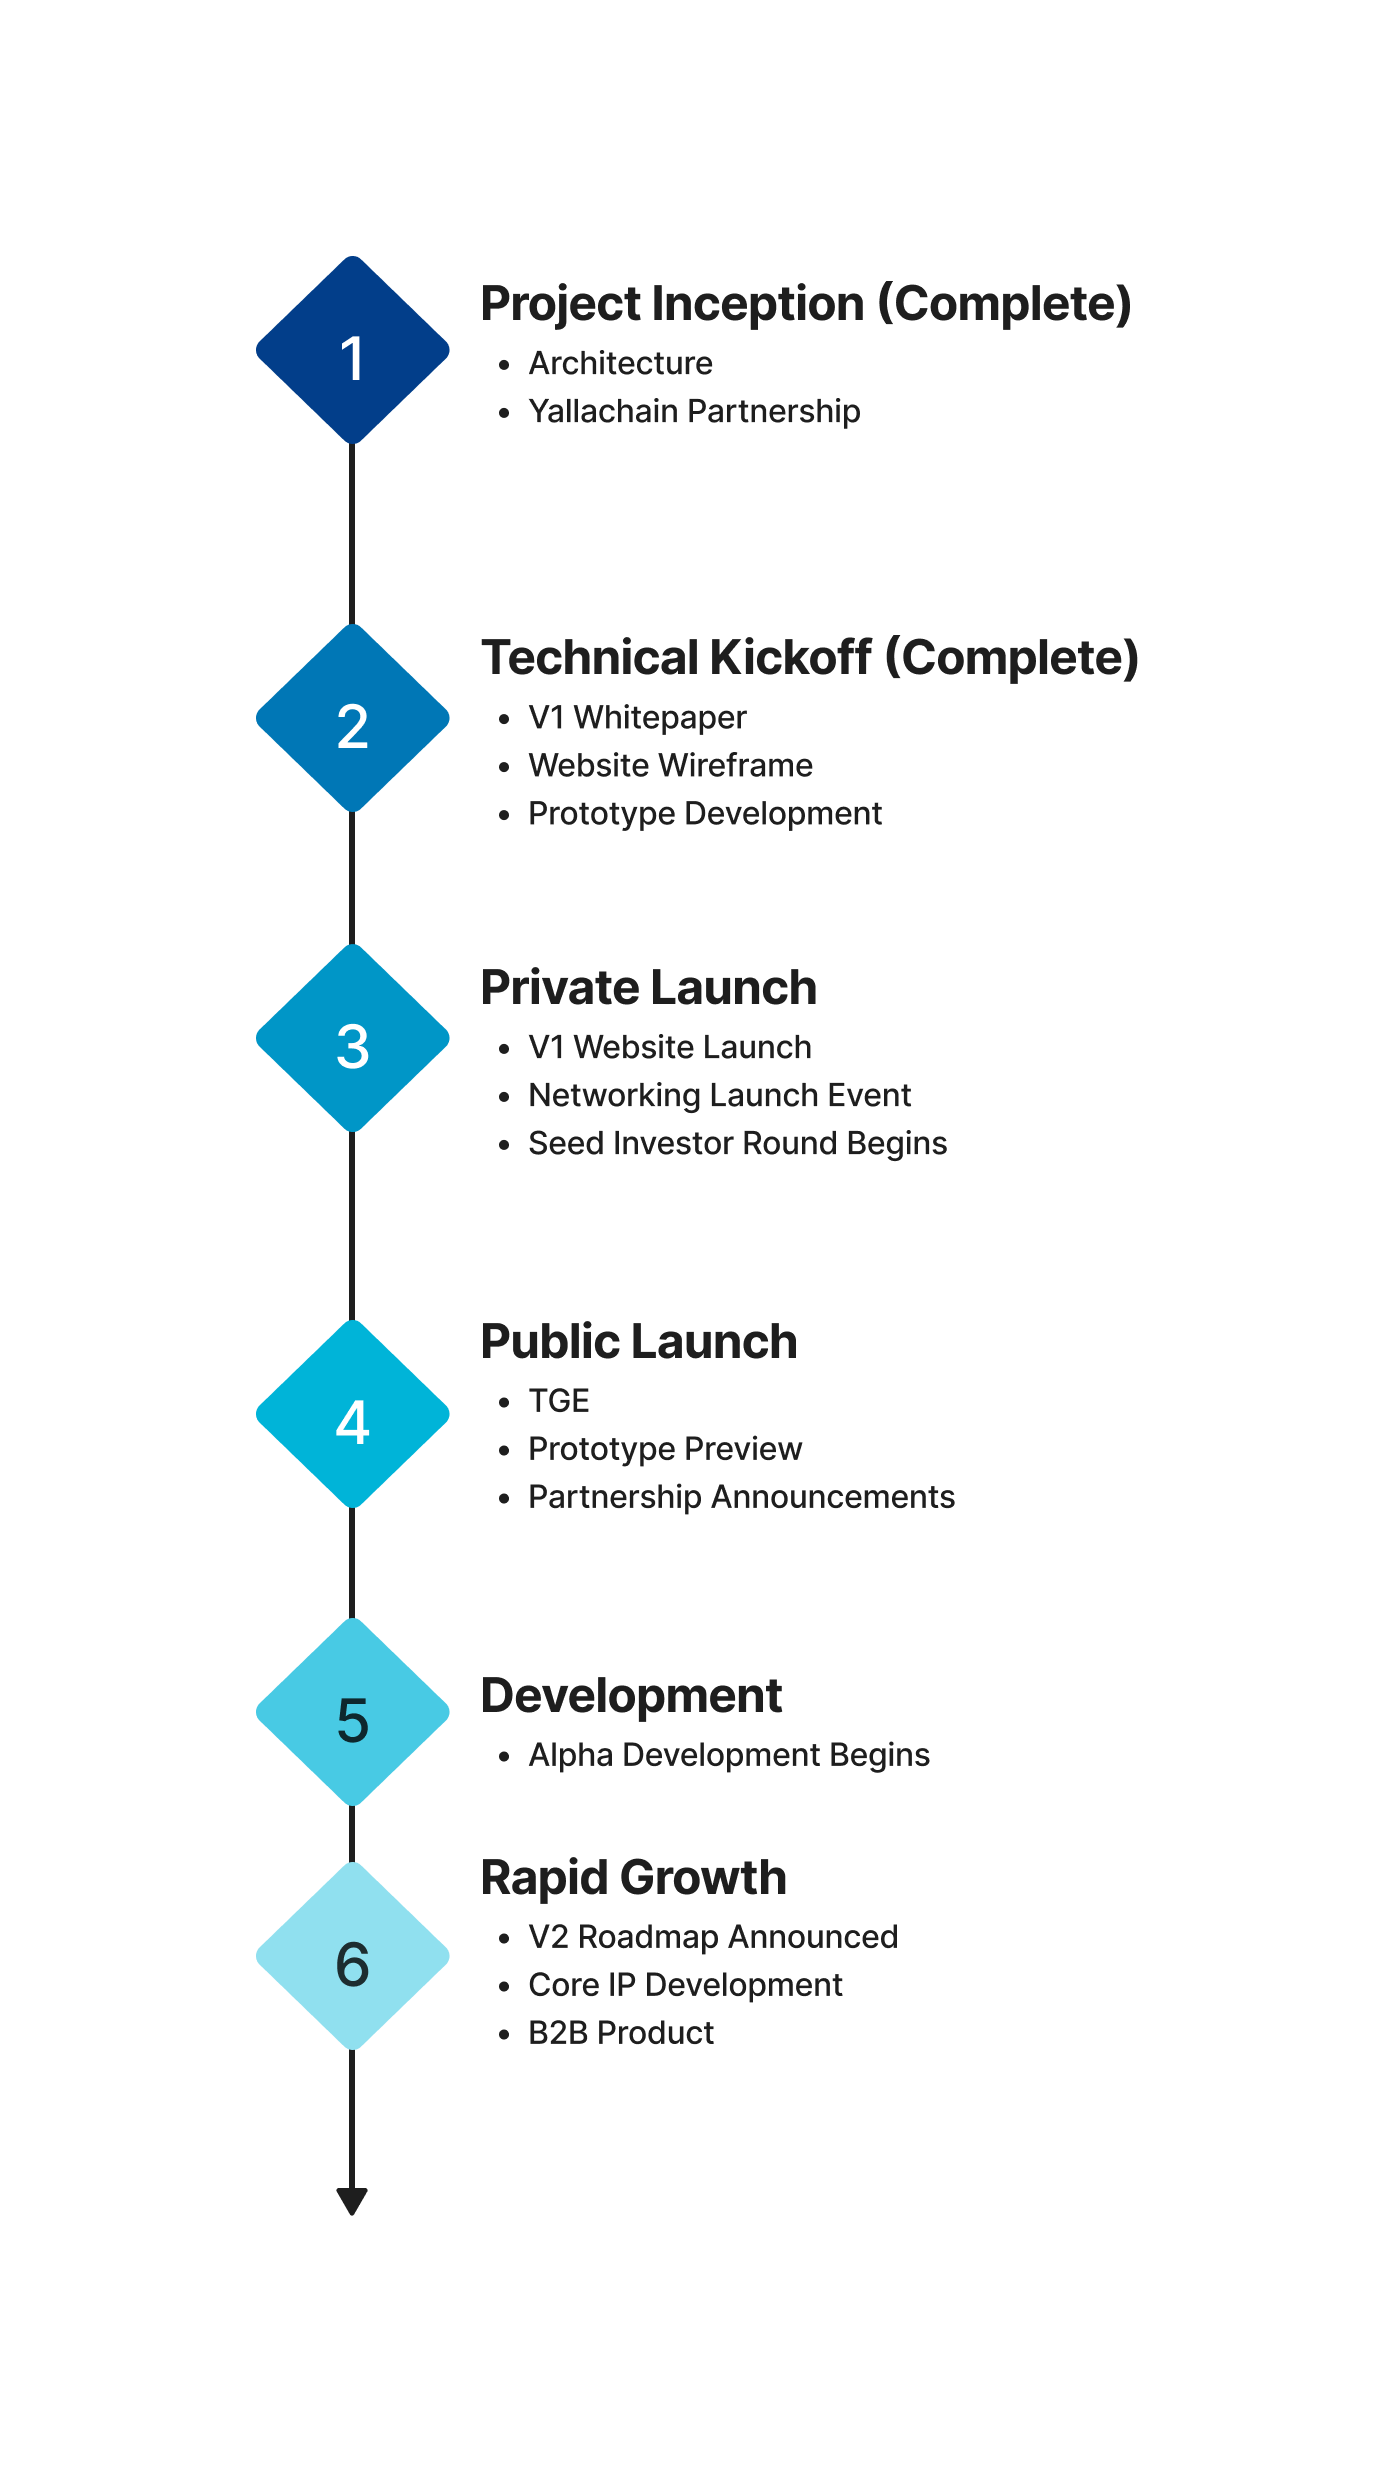 1
Project Inception (Complete)
• Architecture
• Yallachain Partnership
2
Technical Kickoff (Complete)
• V1 Whitepaper
• Website Wireframe
• Prototype Development
3
Private Launch
• V1 Website Launch
• Networking Launch Event
• Seed Investor Round Begins
4
Public Launch
• TGE
• Prototype Preview
• Partnership Announcements
5
Development
• Alpha Development Begins
6
Rapid Growth
• V2 Roadmap Announced
• Core IP Development
• B2B Product